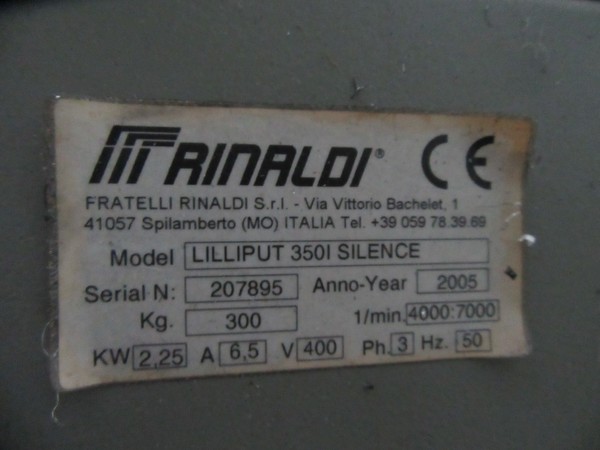 RINALDI® CE
FRATELLI RINALDI S.r.l. - Via Vittorio Bachelet, 1
41057 Spilamberto (MO) ITALIA Tel. +39 059 78.39.69
Model LILLIPUT 350I SILENCE
Serial N: 207895 Anno-Year 2005
Kg. 300 1/min. 4000:7000
KW 2,25 A 6,5 V 400 Ph. 3 Hz. 50